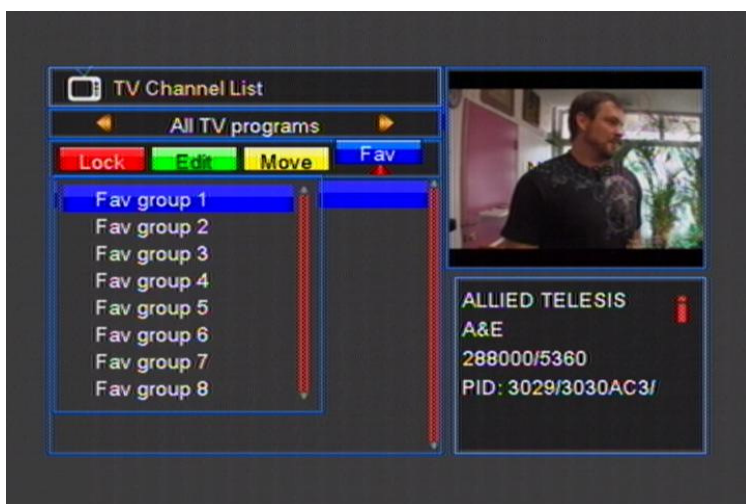 TV Channel List
All TV programs
Lock Edit Move Fav
Fav group 1
Fav group 2
Fav group 3
Fav group 4
Fav group 5
Fav group 6
Fav group 7
Fav group 8
ALLIED TELESIS
A&E
288000/5360
PID: 3029/3030AC3/